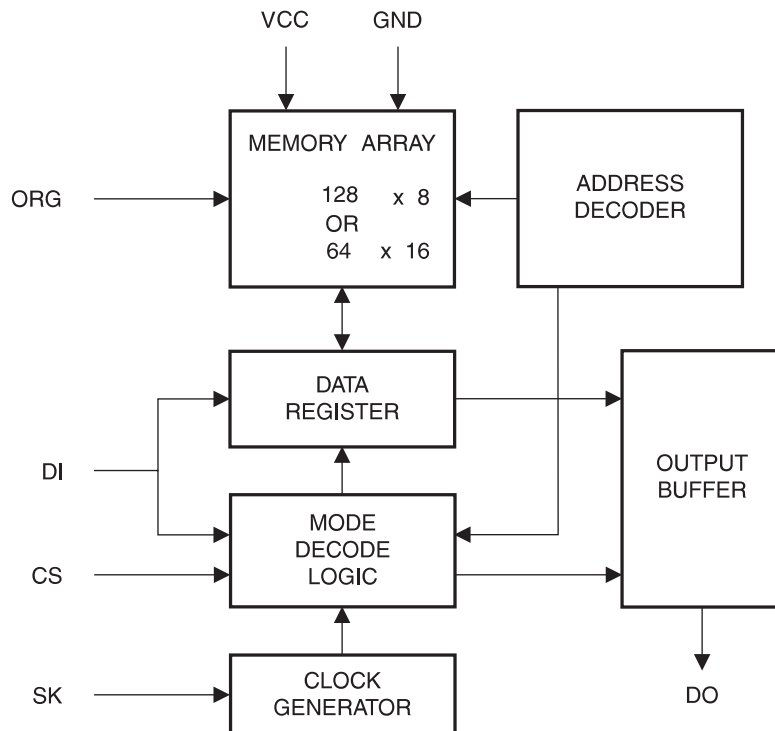 VCC GND
MEMORY ARRAY
128 x 8
OR
64 x 16
ADDRESS
DECODER
ORG
DATA
REGISTER
OUTPUT
BUFFER
DI
MODE
DECODE
LOGIC
CS
CLOCK
GENERATOR
SK
DO